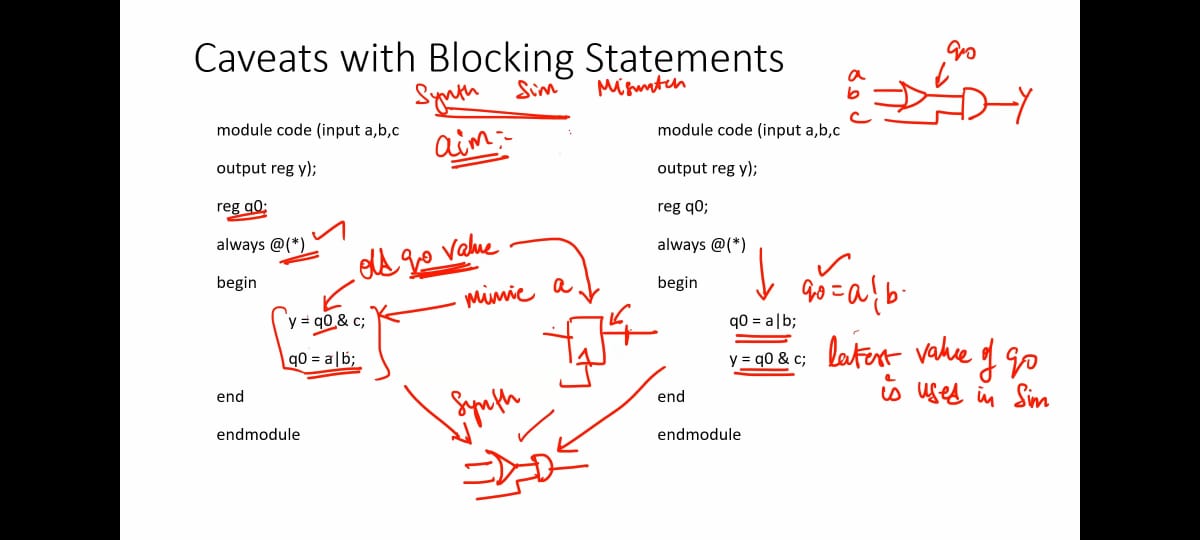 Caveats with Blocking Statements
Synth Sim Mismatch
aim:-
module code (input a,b,c
output reg y);
reg q0;
always @(*)
begin
old q0 value
mimic
a
y = q0 & c;
q0 = a|b;
end
endmodule
Synth
q0
a
b
c
Y
module code (input a,b,c
output reg y);
reg q0;
always @(*)
begin
q0 = a|b.
q0 = a|b;
y = q0 & c;
latest value of q0
is used in Sim
end
endmodule